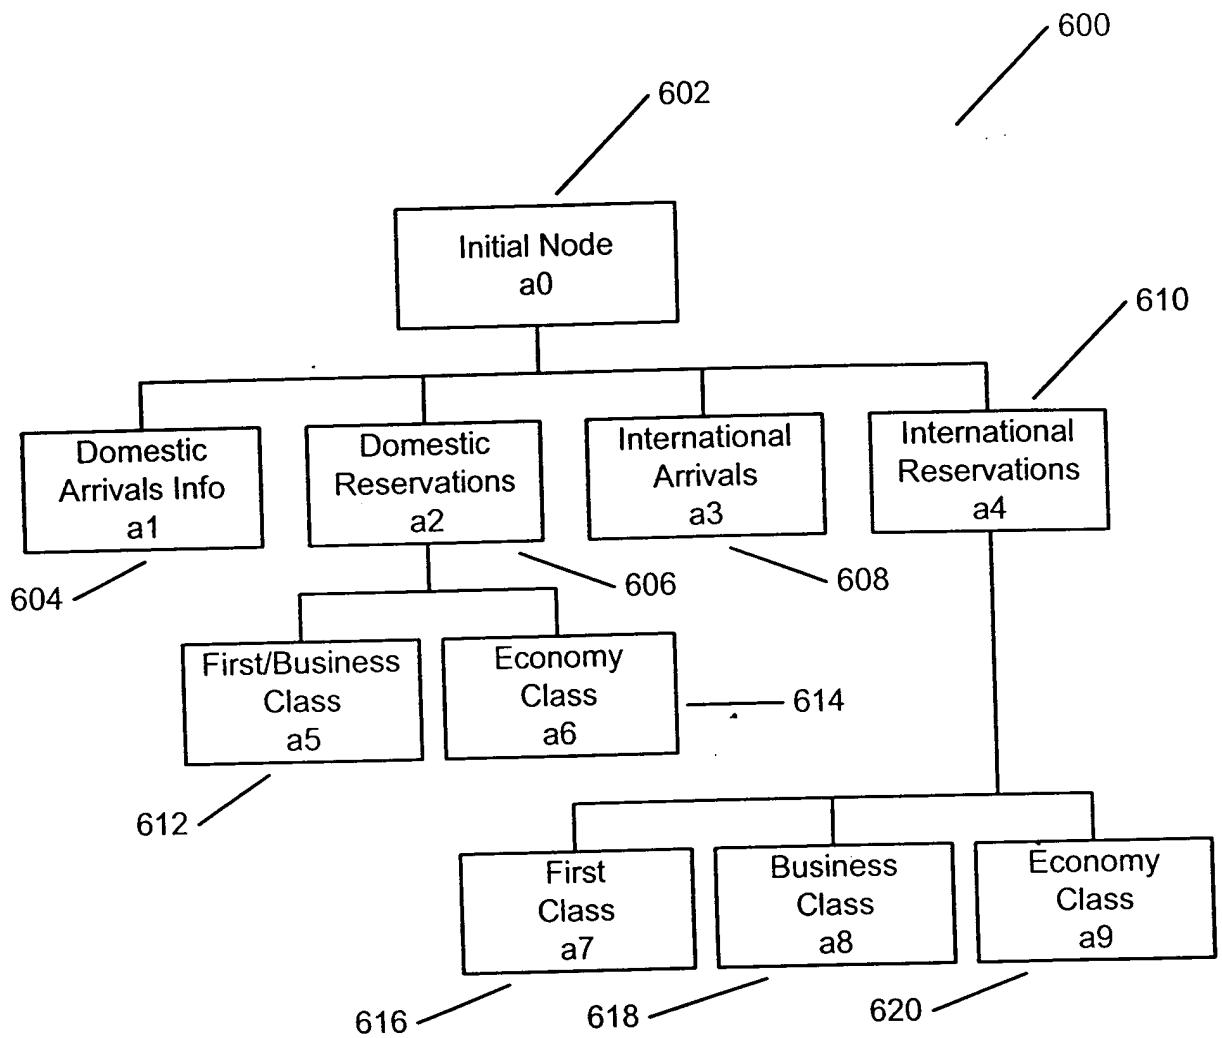 600
602
Initial Node
a0
610
Domestic
Arrivals Info
a1
Domestic
Reservations
a2
International
Arrivals
a3
International
Reservations
a4
604
606
608
First/Business
Class
a5
Economy
Class
a6
614
612
First
Class
a7
Business
Class
a8
Economy
Class
a9
616
618
620